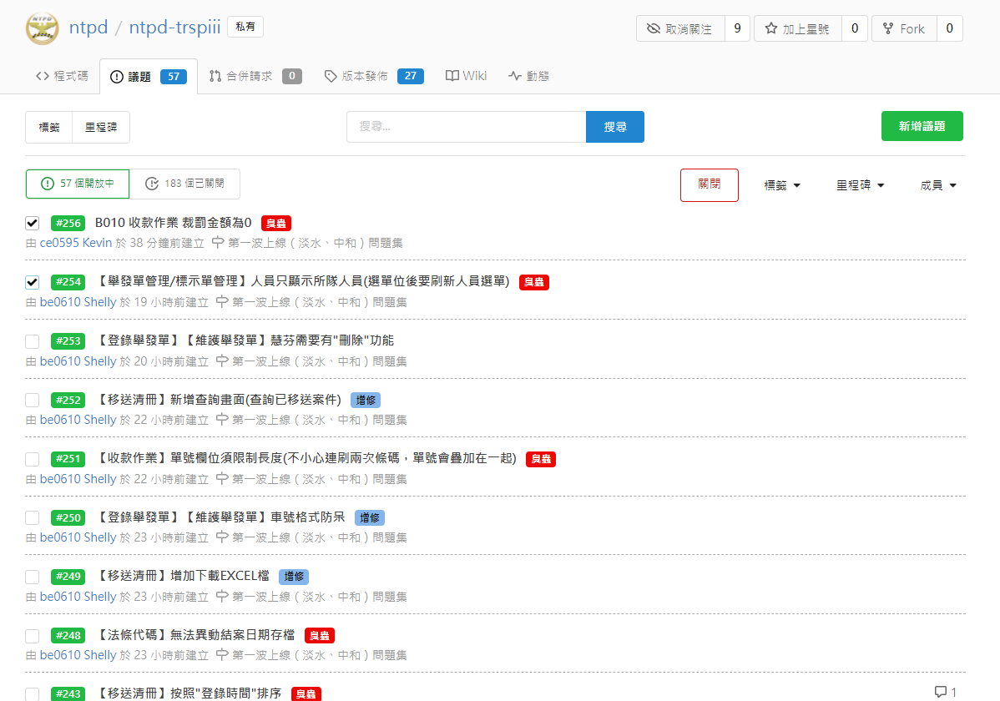 NTPD
ntpd / ntpd-trspiii 私有
取消關注 9 加上星號 0 Fork 0
程式碼 議題 57 合併請求 0 版本發佈 27 Wiki 動態
標籤 里程碑 搜尋... 搜尋 新增議題
57 個開放中 183 個已關閉 關閉 標籤 里程碑 成員
#256 B010 收款作業 裁罰金額為0 臭蟲
由 ce0595 Kevin 於 38 分鐘前建立 第一波上線 ( 淡水、中和 ) 問題集
#254 【舉發單管理/標示單管理】人員只顯示所隊人員(選單位後要刷新人員選單) 臭蟲
由 be0610 Shelly 於 19 小時前建立 第一波上線 ( 淡水、中和 ) 問題集
#253 【登錄舉發單】【維護舉發單】慧芬需要有"刪除"功能
由 be0610 Shelly 於 20 小時前建立 第一波上線 ( 淡水、中和 ) 問題集
#252 【移送清冊】新增查詢畫面(查詢已移送案件) 增修
由 be0610 Shelly 於 22 小時前建立 第一波上線 ( 淡水、中和 ) 問題集
#251 【收款作業】單號欄位須限制長度(不小心連刷兩次條碼，單號會疊加在一起) 臭蟲
由 be0610 Shelly 於 22 小時前建立 第一波上線 ( 淡水、中和 ) 問題集
#250 【登錄舉發單】【維護舉發單】車號格式防呆 增修
由 be0610 Shelly 於 23 小時前建立 第一波上線 ( 淡水、中和 ) 問題集
#249 【移送清冊】增加下載EXCEL檔 增修
由 be0610 Shelly 於 23 小時前建立 第一波上線 ( 淡水、中和 ) 問題集
#248 【法條代碼】無法異動結案日期存檔 臭蟲
由 be0610 Shelly 於 23 小時前建立 第一波上線 ( 淡水、中和 ) 問題集
#243 【移送清冊】按照"登錄時間"排序 臭蟲 1